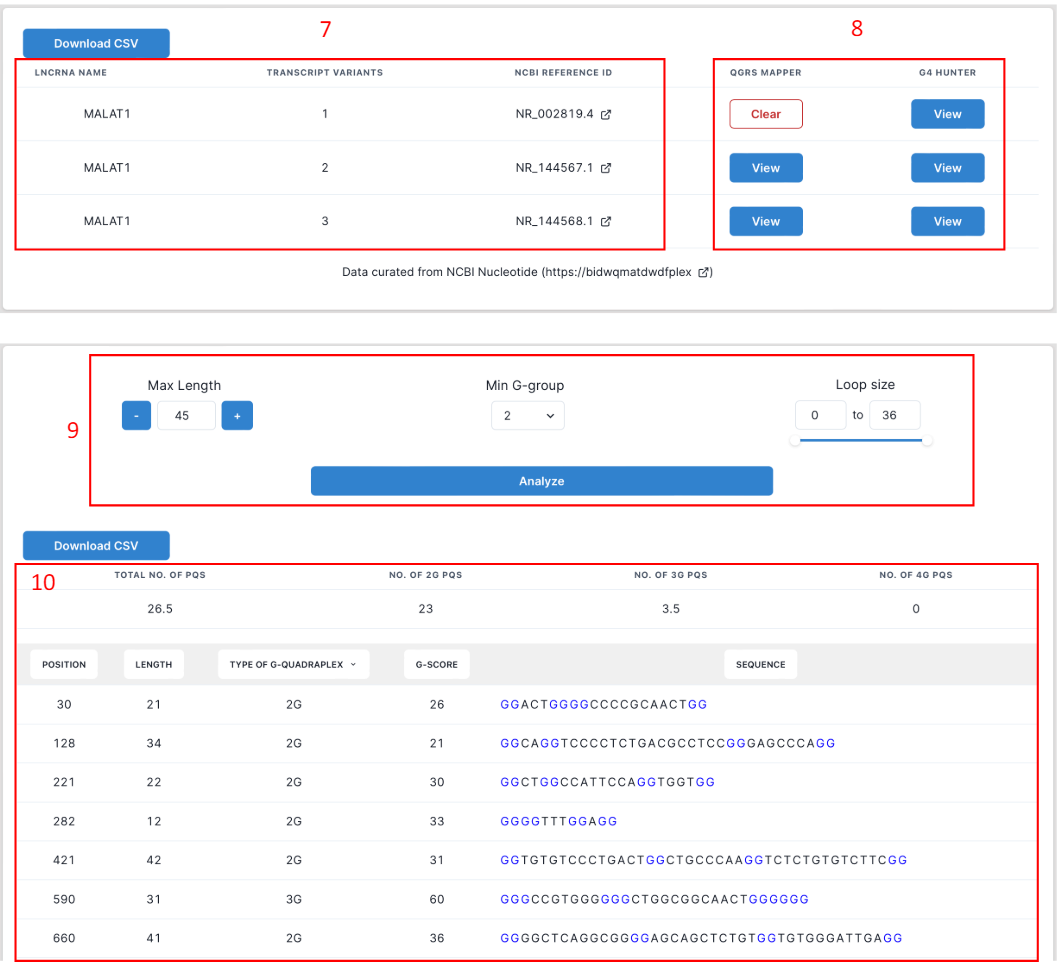 7
8
Download CSV
LNCRNA NAME TRANSCRIPT VARIANTS NCBI REFERENCE ID QGRS MAPPER G4 HUNTER
MALAT1 1 NR_002819.4 Clear View
MALAT1 2 NR_144567.1 View View
MALAT1 3 NR_144568.1 View View
Data curated from NCBI Nucleotide (https://bidwqmatdwdfplex)
9
Max Length Min G-group Loop size
- 45 + 2 0 to 36
Analyze
Download CSV
10
TOTAL NO. OF PQS NO. OF 2G PQS NO. OF 3G PQS NO. OF 4G PQS
26.5 23 3.5 0
POSITION LENGTH TYPE OF G-QUADRAPLEX G-SCORE SEQUENCE
30 21 2G 26 GGACTGGGGCCCCGCAACTGG
128 34 2G 21 GGCAGGTCCCCTCTGACGCCTCCGGGAGCCCAGG
221 22 2G 30 GGCTGGCCATTCCAGGTGGTGG
282 12 2G 33 GGGGTTTGGAGG
421 42 2G 31 GGTGTGTCCCTGACTGGCTGCCCAAGGTCTCTGTGTCTTCGG
590 31 3G 60 GGGCCGTGGGGGGCTGGCGGCAACTGGGGGG
660 41 2G 36 GGGGCTCAGGCGGGGAGCAGCTCTGTGGTGTGGGATTGAGG